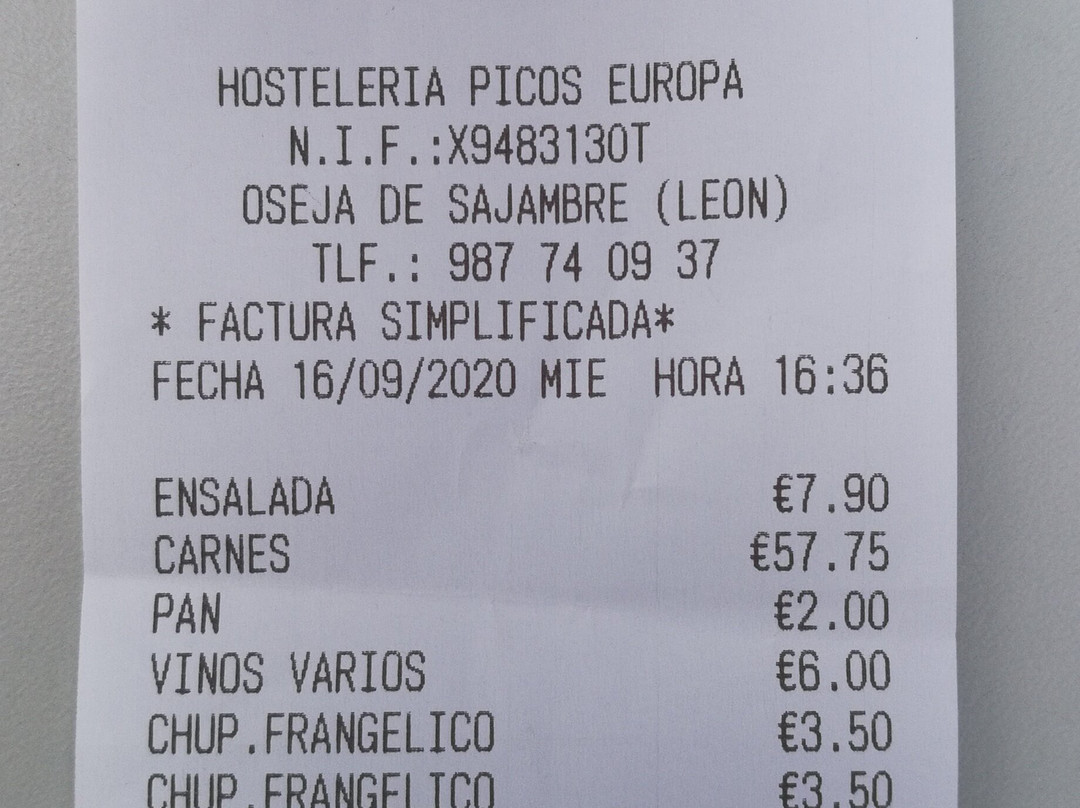 HOSTELERIA PICOS EUROPA
N.I.F.:X9483130T
OSEJA DE SAJAMBRE (LEON)
TLF.: 987 74 09 37
* FACTURA SIMPLIFICADA*
FECHA 16/09/2020 MIE HORA 16:36
ENSALADA €7.90
CARNES €57.75
PAN €2.00
VINOS VARIOS €6.00
CHUP.FRANGELICO €3.50
CHUP.FRANGELICO €3.50